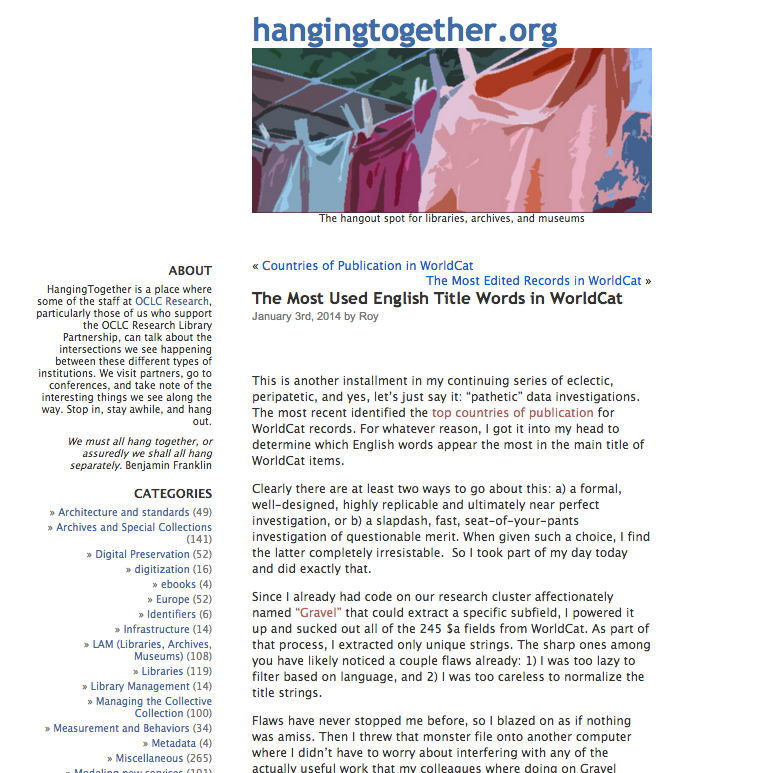 hangingtogether.org
The hangout spot for libraries, archives, and museums
ABOUT
HangingTogether is a place where
some of the staff at OCLC Research,
particularly those of us who support
the OCLC Research Library
Partnership, can talk about the
intersections we see happening
between these different types of
institutions. We visit partners, go to
conferences, and take note of the
interesting things we see along the
way. Stop in, stay awhile, and hang
out.
We must all hang together, or
assuredly we shall all hang
separately. Benjamin Franklin
CATEGORIES
» Architecture and standards (49)
» Archives and Special Collections
(141)
» Digital Preservation (52)
» digitization (16)
» ebooks (4)
» Europe (52)
» Identifiers (6)
» Infrastructure (14)
» LAM (Libraries, Archives,
Museums) (108)
» Libraries (119)
» Library Management (14)
» Managing the Collective
Collection (100)
» Measurement and Behaviors (34)
» Metadata (4)
» Miscellaneous (265)
» Modeling new services (101)
« Countries of Publication in WorldCat
The Most Edited Records in WorldCat »
The Most Used English Title Words in WorldCat
January 3rd, 2014 by Roy
This is another installment in my continuing series of eclectic,
peripatetic, and yes, let’s just say it: “pathetic” data investigations.
The most recent identified the top countries of publication for
WorldCat records. For whatever reason, I got it into my head to
determine which English words appear the most in the main title of
WorldCat items.
Clearly there are at least two ways to go about this: a) a formal,
well-designed, highly replicable and ultimately near perfect
investigation, or b) a slapdash, fast, seat-of-your-pants
investigation of questionable merit. When given such a choice, I find
the latter completely irresistable.  So I took part of my day today
and did exactly that.
Since I already had code on our research cluster affectionately
named “Gravel” that could extract a specific subfield, I powered it
up and sucked out all of the 245 $a fields from WorldCat. As part of
that process, I extracted only unique strings. The sharp ones among
you have likely noticed a couple flaws already: 1) I was too lazy to
filter based on language, and 2) I was too careless to normalize the
title strings.
Flaws have never stopped me before, so I blazed on as if nothing
was amiss. Then I threw that monster file onto another computer
where I didn’t have to worry about interfering with any of the
actually useful work that my colleagues where doing on Gravel